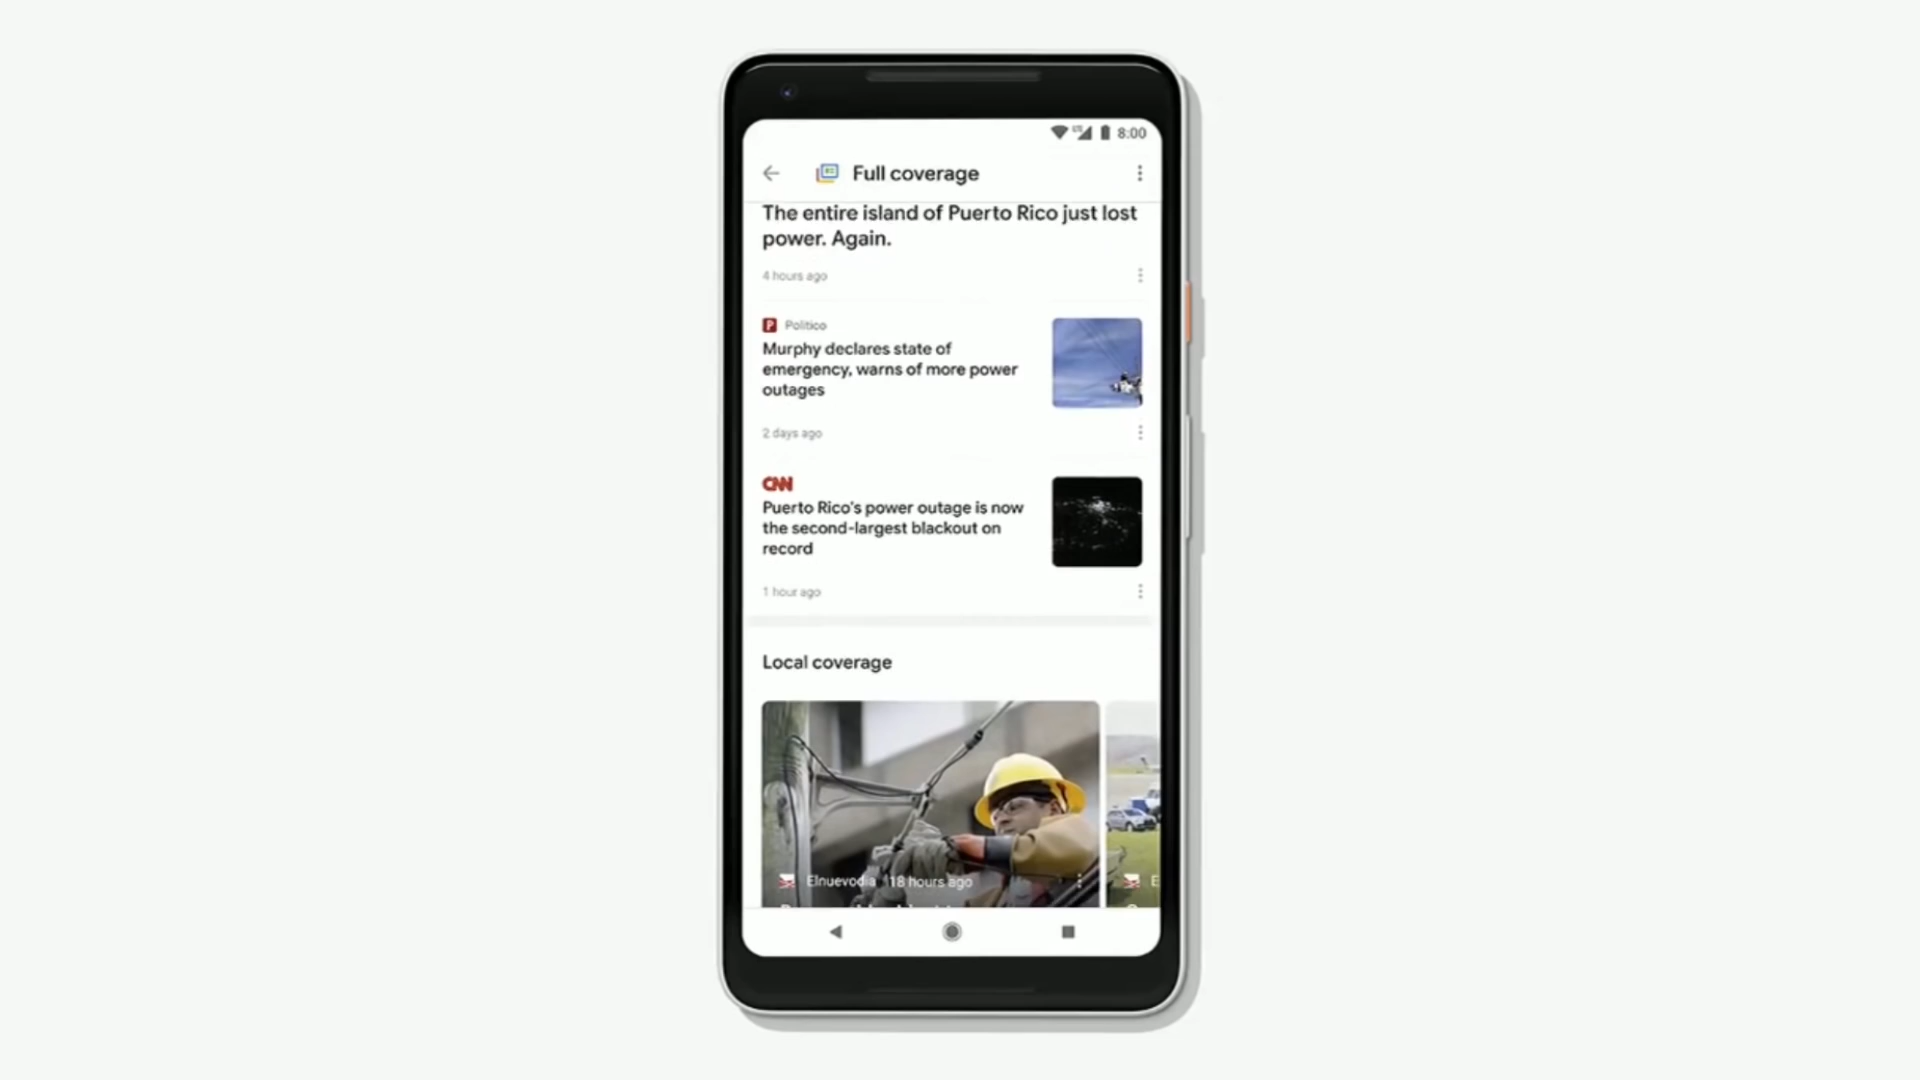 8:00
Full coverage
The entire island of Puerto Rico just lost
power. Again.
4 hours ago
Politico
Murphy declares state of
emergency, warns of more power
outages
2 days ago
CNN
Puerto Rico's power outage is now
the second-largest blackout on
record
1 hour ago
Local coverage
Elnuevodia 18 hours ago